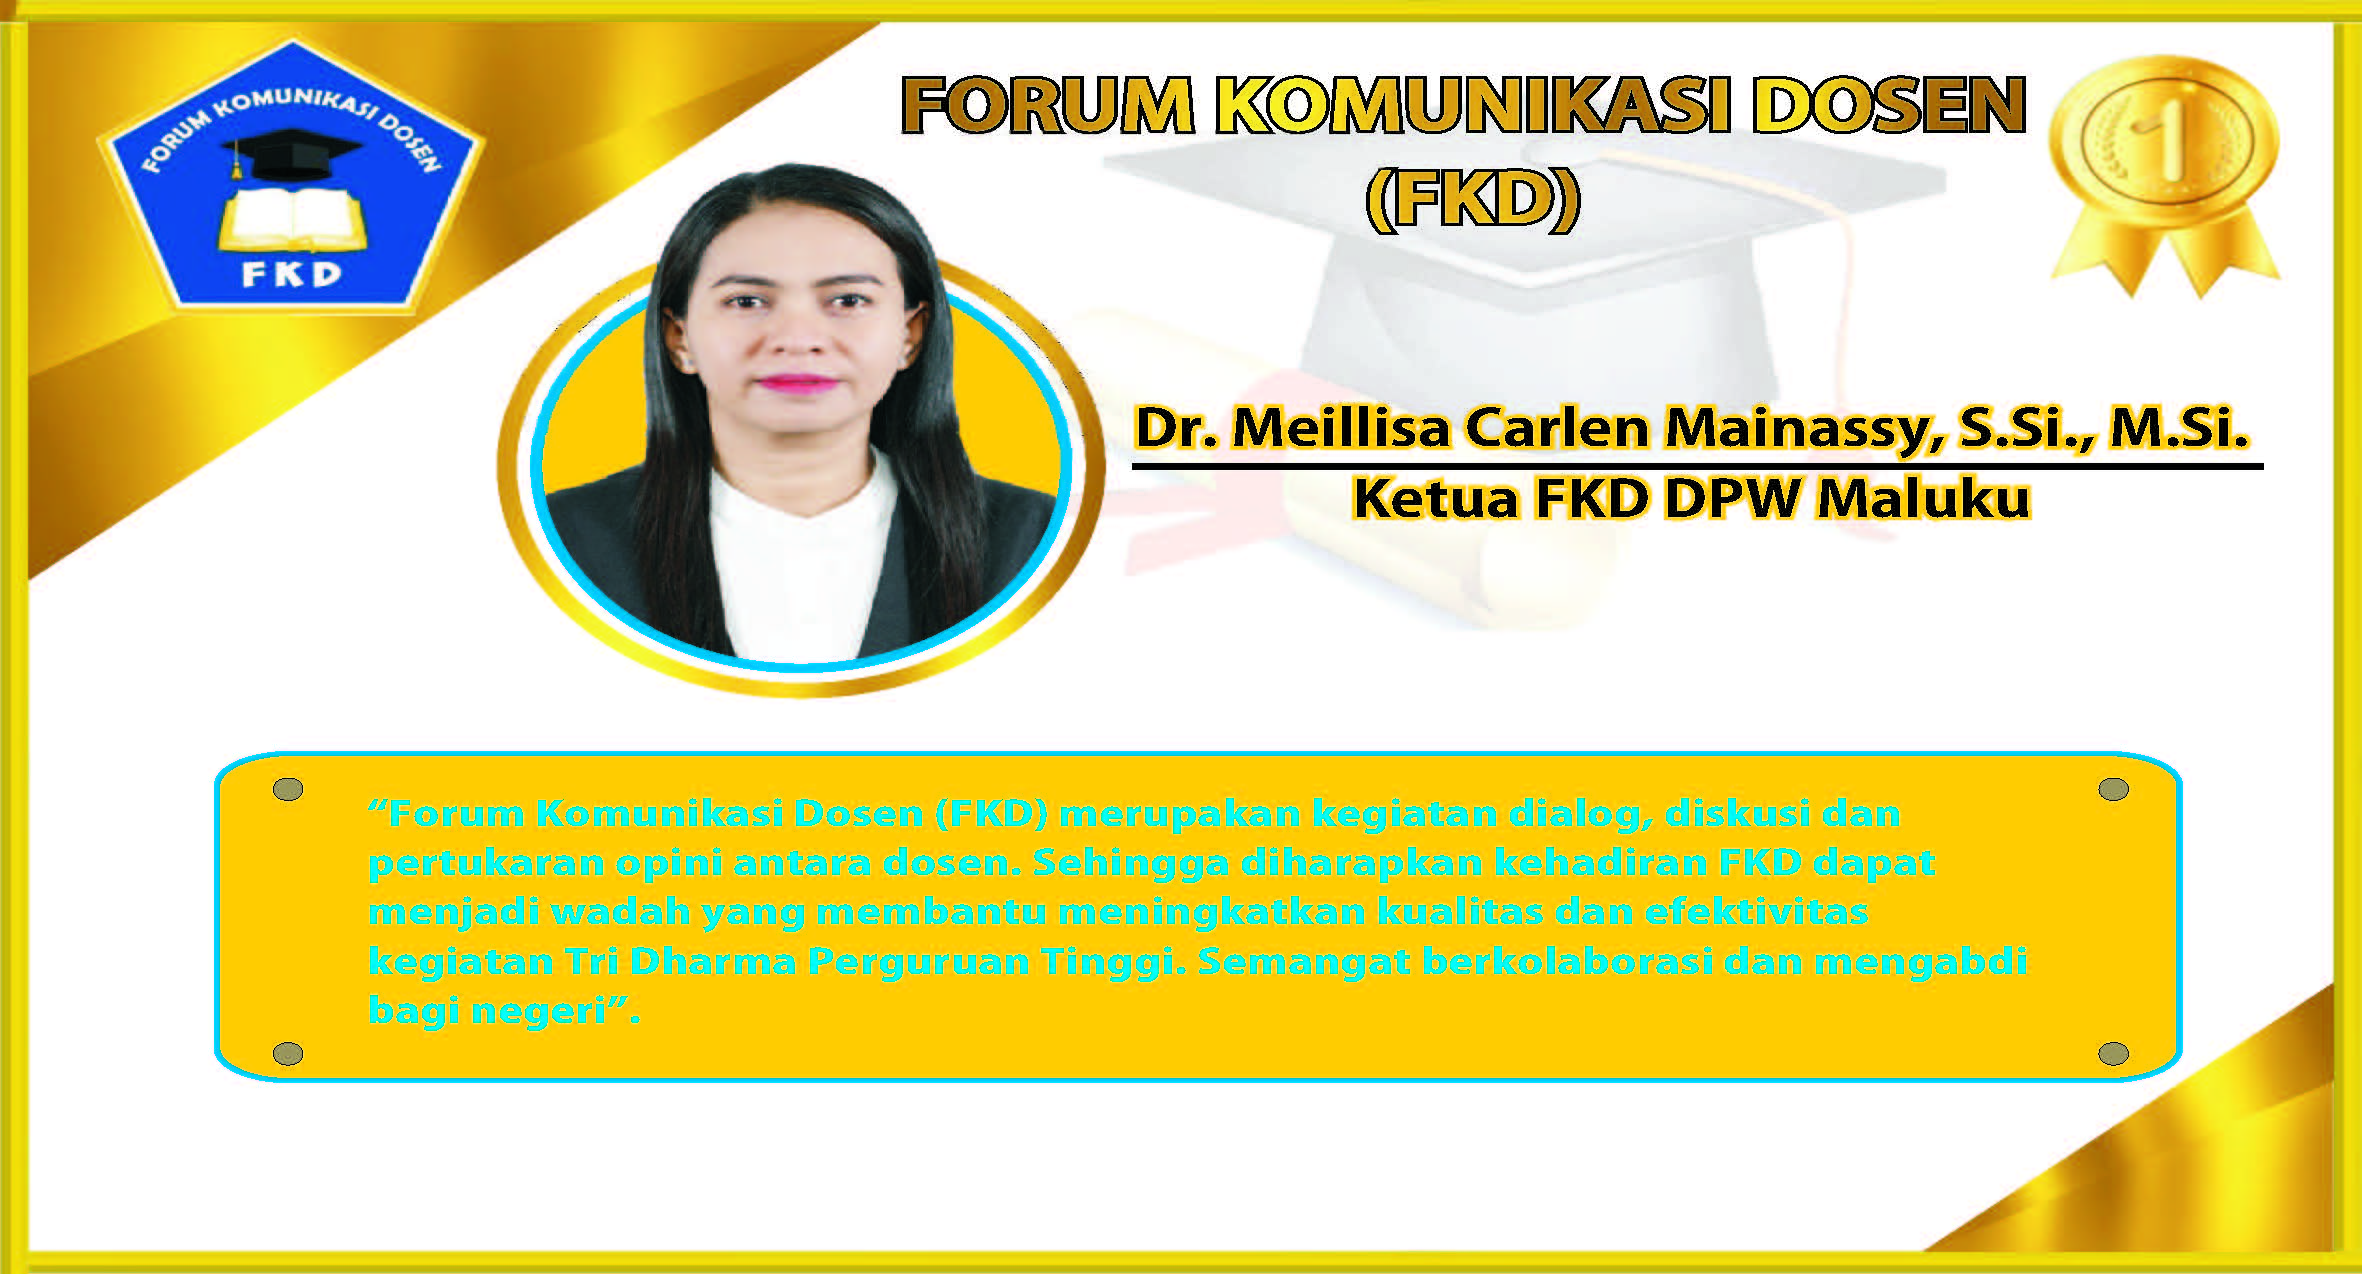 FORUM KOMUNIKASI DOSEN
FKD
FORUM KOMUNIKASI DOSEN
(FKD)
1
Dr. Meillisa Carlen Mainassy, S.Si., M.Si.
Ketua FKD DPW Maluku
“Forum Komunikasi Dosen (FKD) merupakan kegiatan dialog, diskusi dan
pertukaran opini antara dosen. Sehingga diharapkan kehadiran FKD dapat
menjadi wadah yang membantu meningkatkan kualitas dan efektivitas
kegiatan Tri Dharma Perguruan Tinggi. Semangat berkolaborasi dan mengabdi
bagi negeri”.